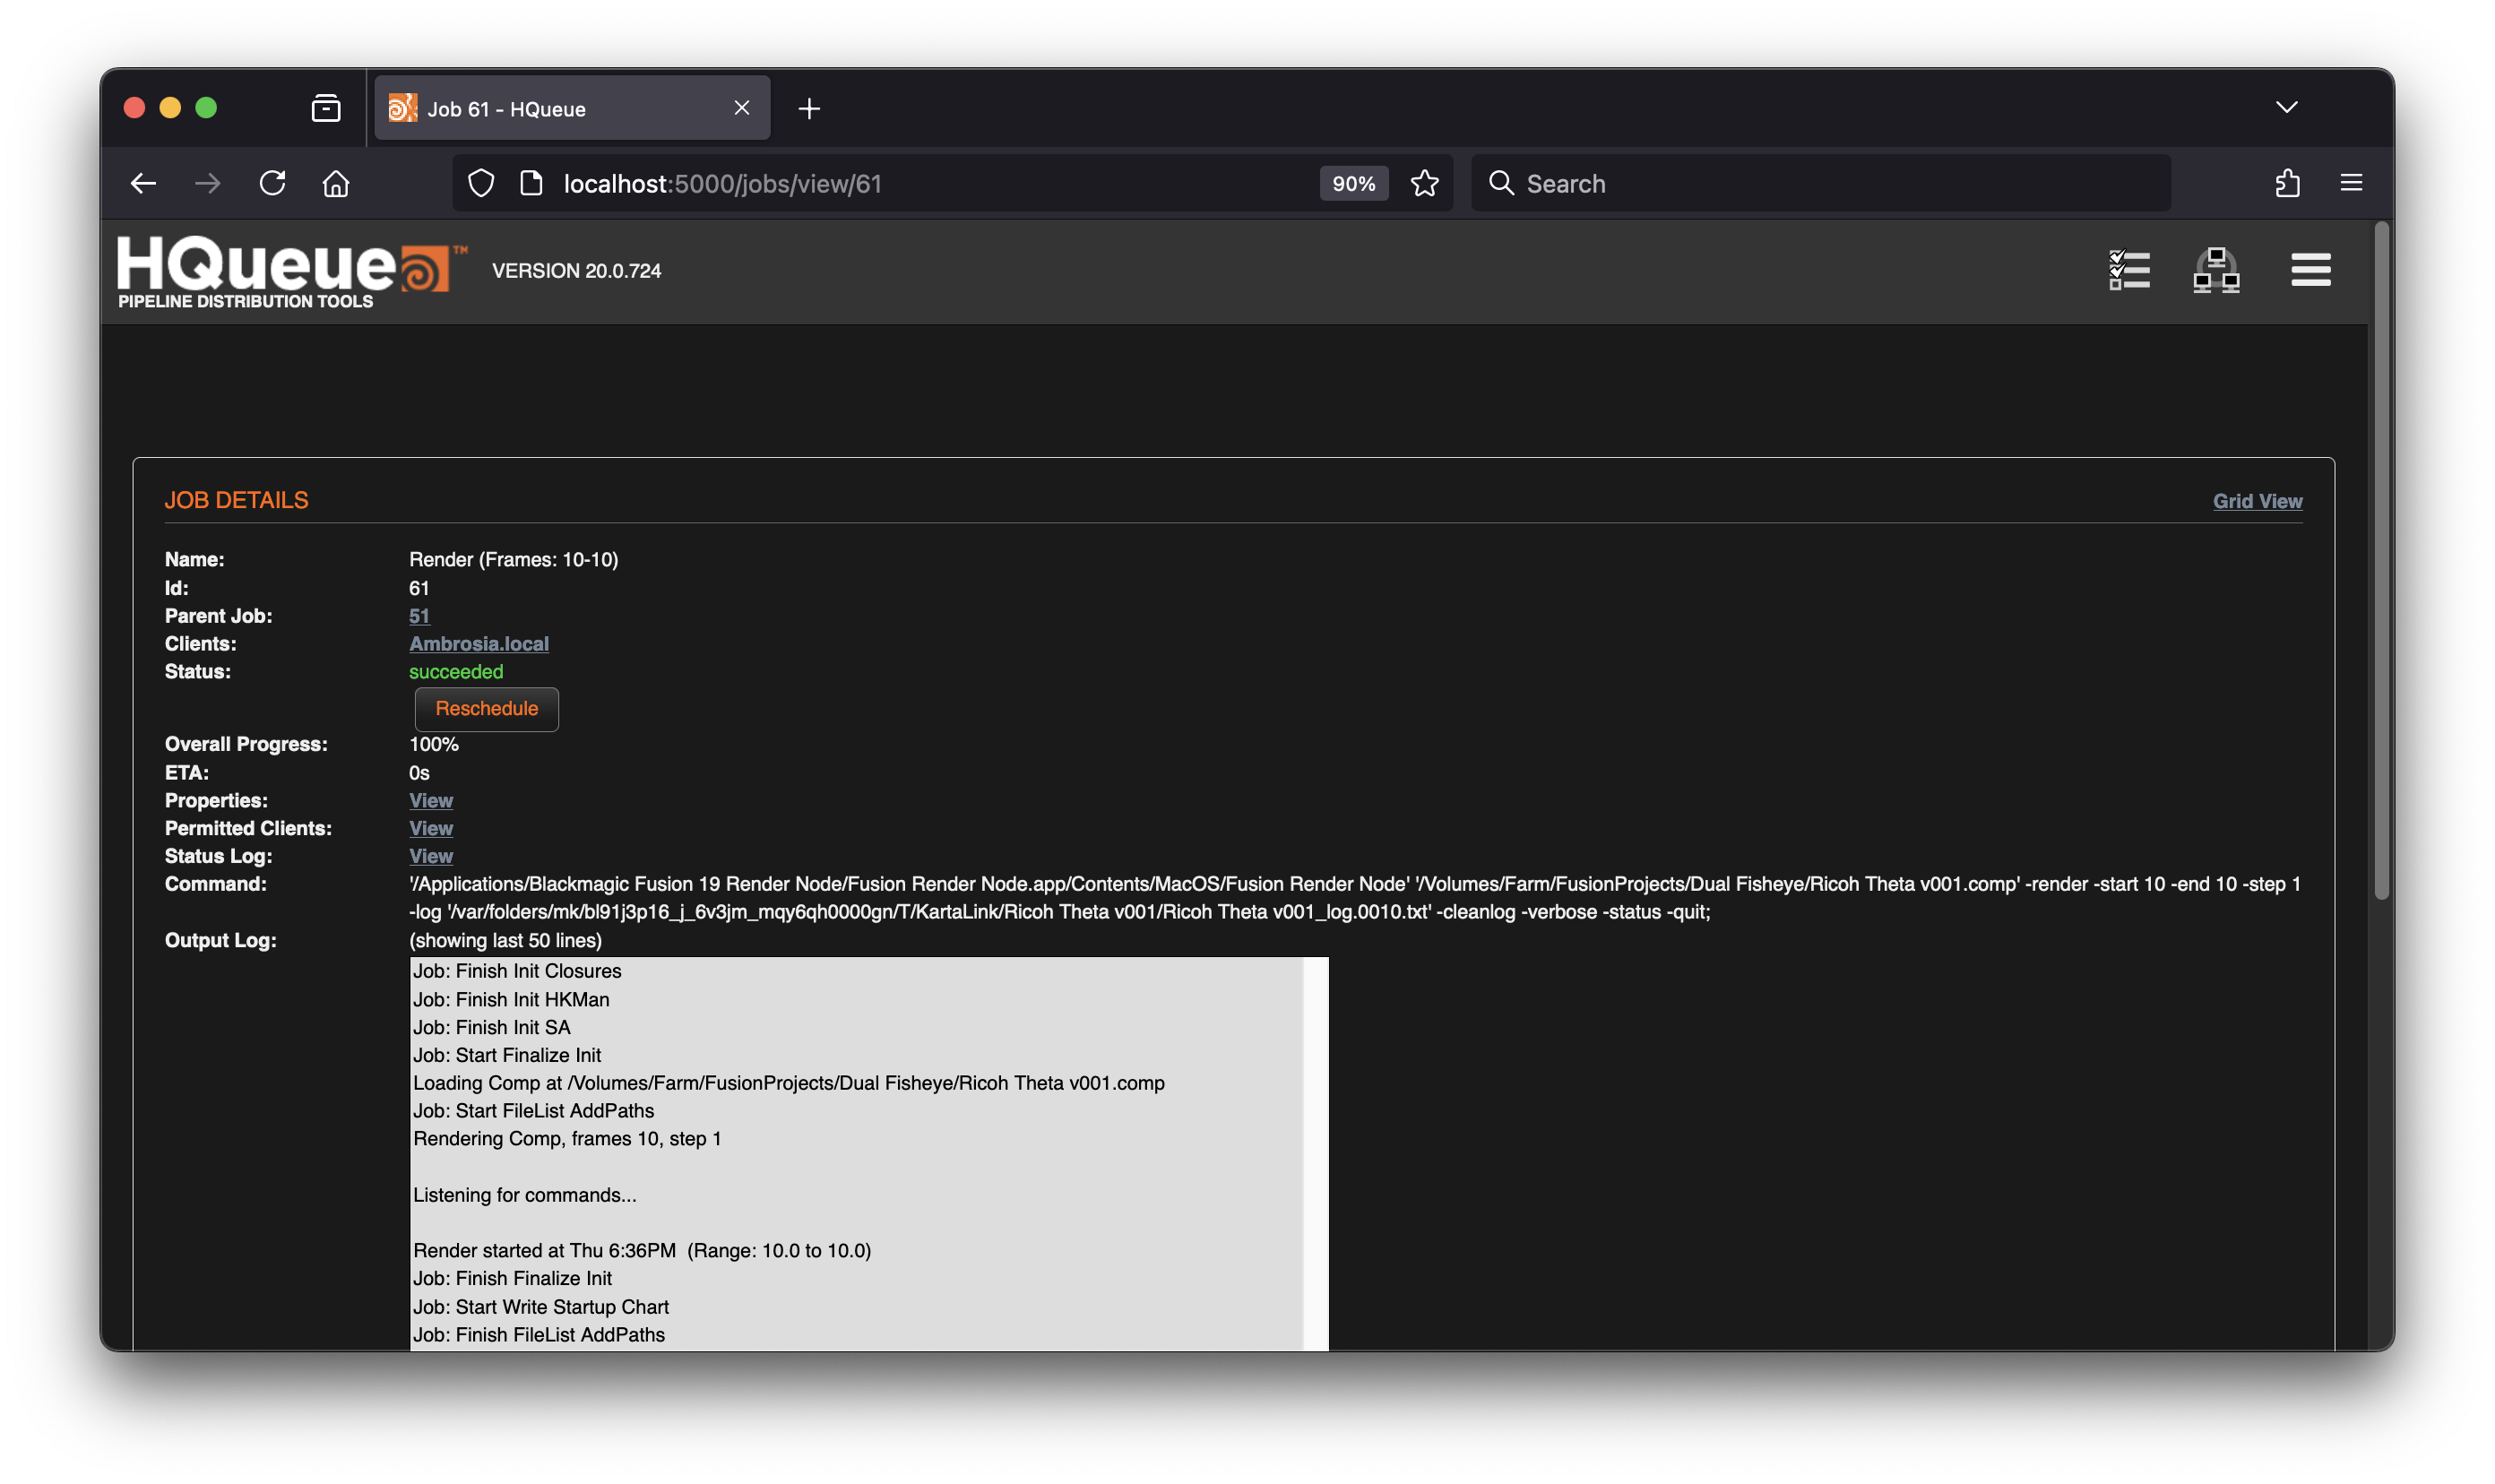 Job 61 - HQueue
localhost:5000/jobs/view/61
90%
Search
HQueue™
PIPELINE DISTRIBUTION TOOLS
VERSION 20.0.724
JOB DETAILS
Grid View
Name: Render (Frames: 10-10)
Id: 61
Parent Job: 51
Clients: Ambrosia.local
Status: succeeded
Reschedule
Overall Progress: 100%
ETA: 0s
Properties: View
Permitted Clients: View
Status Log: View
Command: '/Applications/Blackmagic Fusion 19 Render Node/Fusion Render Node.app/Contents/MacOS/Fusion Render Node' '/Volumes/Farm/FusionProjects/Dual Fisheye/Ricoh Theta v001.comp' -render -start 10 -end 10 -step 1
-log '/var/folders/mk/bl91j3p16_j_6v3jm_mqy6qh0000gn/T/KartaLink/Ricoh Theta v001/Ricoh Theta v001_log.0010.txt' -cleanlog -verbose -status -quit;
Output Log: (showing last 50 lines)
Job: Finish Init Closures
Job: Finish Init HKMan
Job: Finish Init SA
Job: Start Finalize Init
Loading Comp at /Volumes/Farm/FusionProjects/Dual Fisheye/Ricoh Theta v001.comp
Job: Start FileList AddPaths
Rendering Comp, frames 10, step 1
Listening for commands...
Render started at Thu 6:36PM  (Range: 10.0 to 10.0)
Job: Finish Finalize Init
Job: Start Write Startup Chart
Job: Finish FileList AddPaths